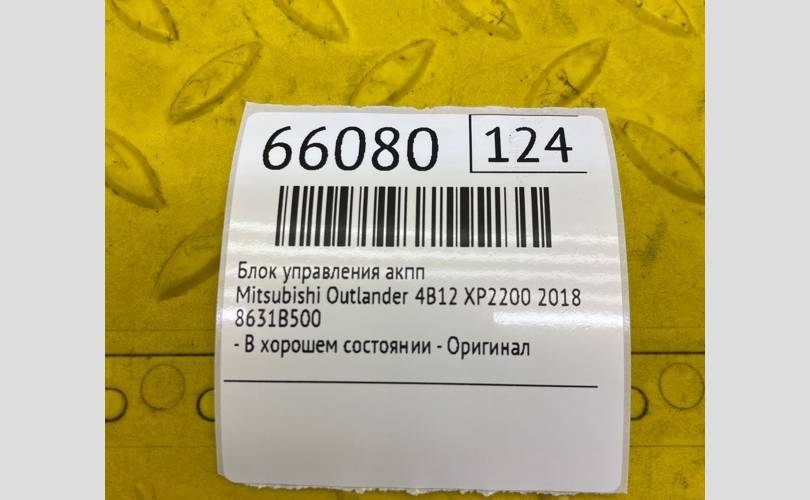 66080 124
Блок управления акпп
Mitsubishi Outlander 4B12 XP2200 2018
8631B500
- В хорошем состоянии - Оригинал